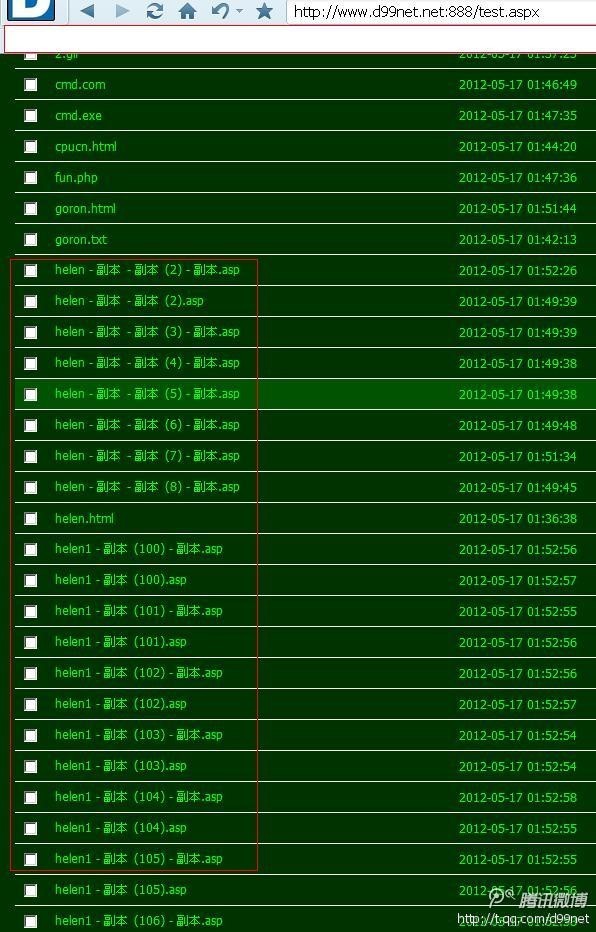 http://www.d99net.net:888/test.aspx
2.gif 2012-05-17 01:37:25
cmd.com 2012-05-17 01:46:49
cmd.exe 2012-05-17 01:47:35
cpucn.html 2012-05-17 01:44:20
fun.php 2012-05-17 01:47:36
goron.html 2012-05-17 01:51:44
goron.txt 2012-05-17 01:42:13
helen - 副本 - 副本 (2) - 副本.asp 2012-05-17 01:52:26
helen - 副本 - 副本 (2).asp 2012-05-17 01:49:39
helen - 副本 - 副本 (3) - 副本.asp 2012-05-17 01:49:39
helen - 副本 - 副本 (4) - 副本.asp 2012-05-17 01:49:38
helen - 副本 - 副本 (5) - 副本.asp 2012-05-17 01:49:38
helen - 副本 - 副本 (6) - 副本.asp 2012-05-17 01:49:48
helen - 副本 - 副本 (7) - 副本.asp 2012-05-17 01:51:34
helen - 副本 - 副本 (8) - 副本.asp 2012-05-17 01:49:45
helen.html 2012-05-17 01:36:38
helen1 - 副本 (100) - 副本.asp 2012-05-17 01:52:56
helen1 - 副本 (100).asp 2012-05-17 01:52:57
helen1 - 副本 (101) - 副本.asp 2012-05-17 01:52:55
helen1 - 副本 (101).asp 2012-05-17 01:52:56
helen1 - 副本 (102) - 副本.asp 2012-05-17 01:52:56
helen1 - 副本 (102).asp 2012-05-17 01:52:57
helen1 - 副本 (103) - 副本.asp 2012-05-17 01:52:54
helen1 - 副本 (103).asp 2012-05-17 01:52:54
helen1 - 副本 (104) - 副本.asp 2012-05-17 01:52:58
helen1 - 副本 (104).asp 2012-05-17 01:52:55
helen1 - 副本 (105) - 副本.asp 2012-05-17 01:52:55
helen1 - 副本 (105).asp 2012-05-17 01:52:56
腾讯微博
helen1 - 副本 (106) - 副本.asp
http://t.qq.com/d99net